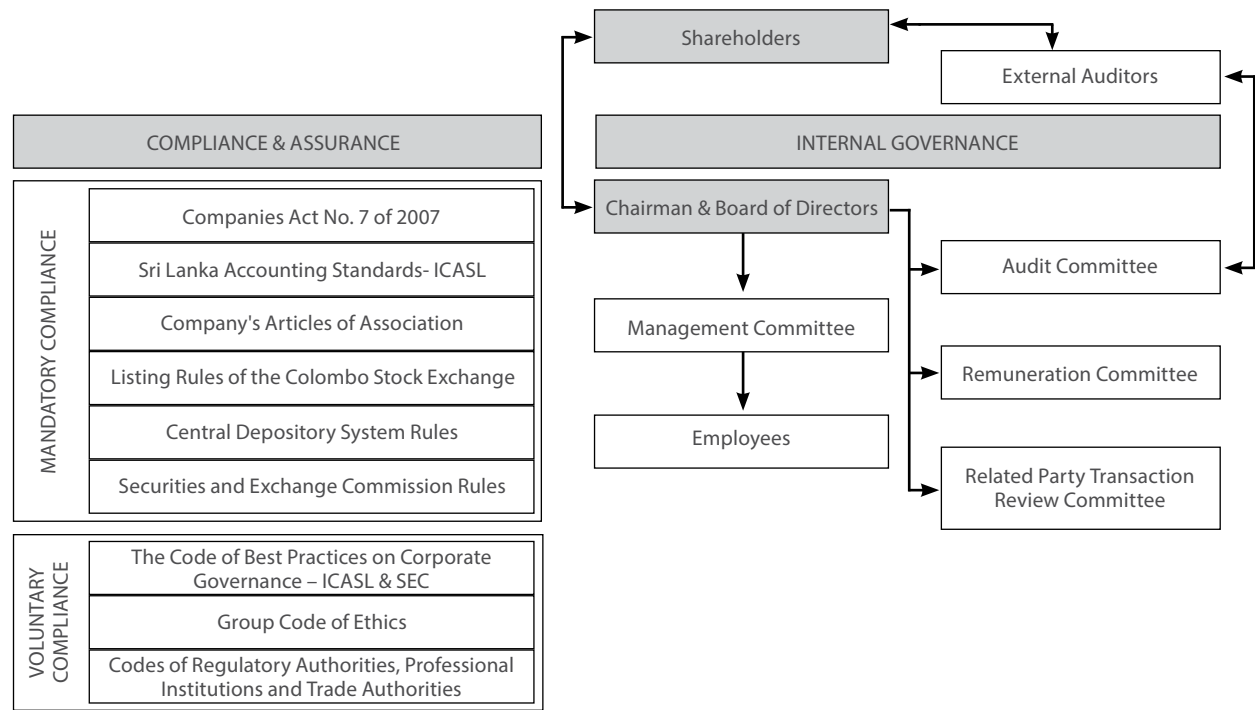 Shareholders
External Auditors
COMPLIANCE & ASSURANCE
INTERNAL GOVERNANCE
MANDATORY COMPLIANCE
Companies Act No. 7 of 2007
Sri Lanka Accounting Standards- ICASL
Company's Articles of Association
Listing Rules of the Colombo Stock Exchange
Central Depository System Rules
Securities and Exchange Commission Rules
VOLUNTARY
COMPLIANCE
The Code of Best Practices on Corporate
Governance – ICASL & SEC
Group Code of Ethics
Codes of Regulatory Authorities, Professional
Institutions and Trade Authorities
Chairman & Board of Directors
Management Committee
Employees
Audit Committee
Remuneration Committee
Related Party Transaction
Review Committee